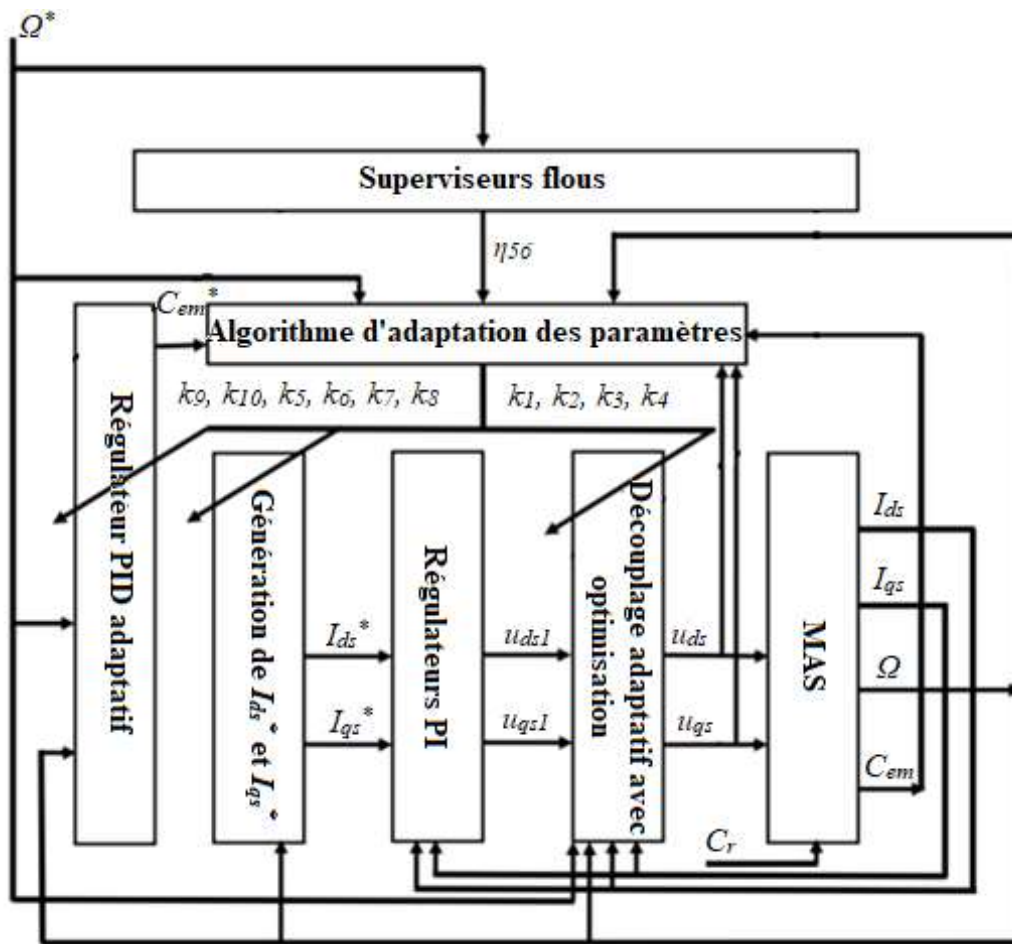 Ω*
Superviseurs flous
η56
Cem*
Algorithme d'adaptation des paramètres
k9, k10, k5, k6, k7, k8
k1, k2, k3, k4
Régulateur PID adaptatif
Génération de Ids* et Iqs*
Régulateurs PI
Découplage adaptatif avec
optimisation
MAS
Ids*
Iqs*
uds1
uqs1
uds
uqs
Ids
Iqs
Ω
Cem
Cr